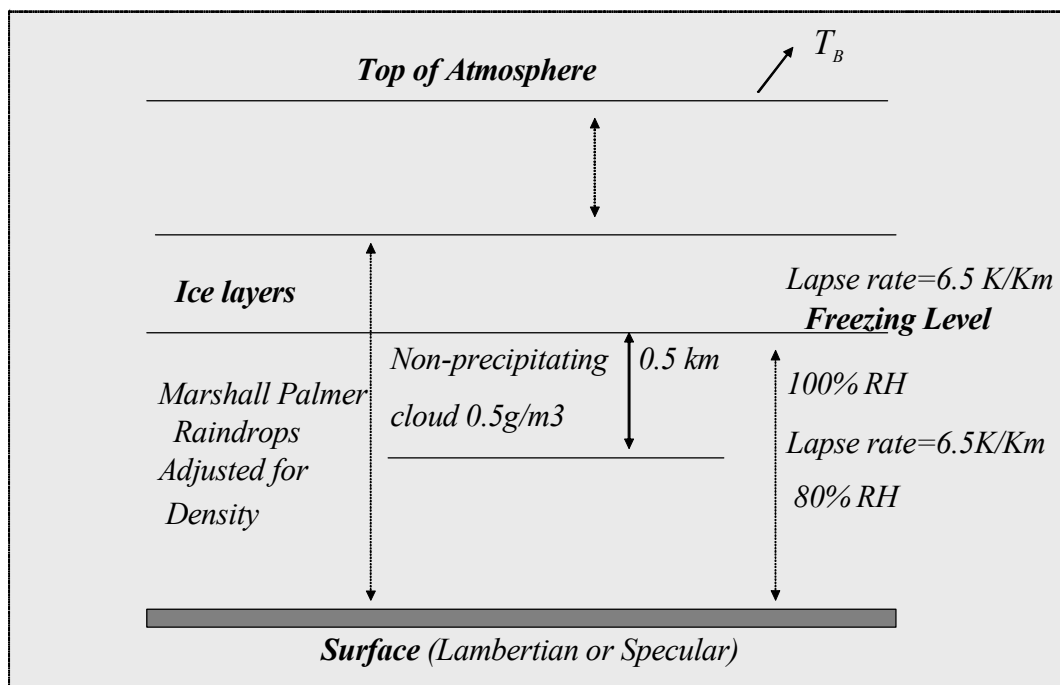 T_B
Top of Atmosphere
Ice layers
Lapse rate=6.5 K/Km
Freezing Level
Non-precipitating
cloud 0.5g/m3
0.5 km
Marshall Palmer
Raindrops
Adjusted for
Density
100% RH
Lapse rate=6.5K/Km
80% RH
Surface (Lambertian or Specular)